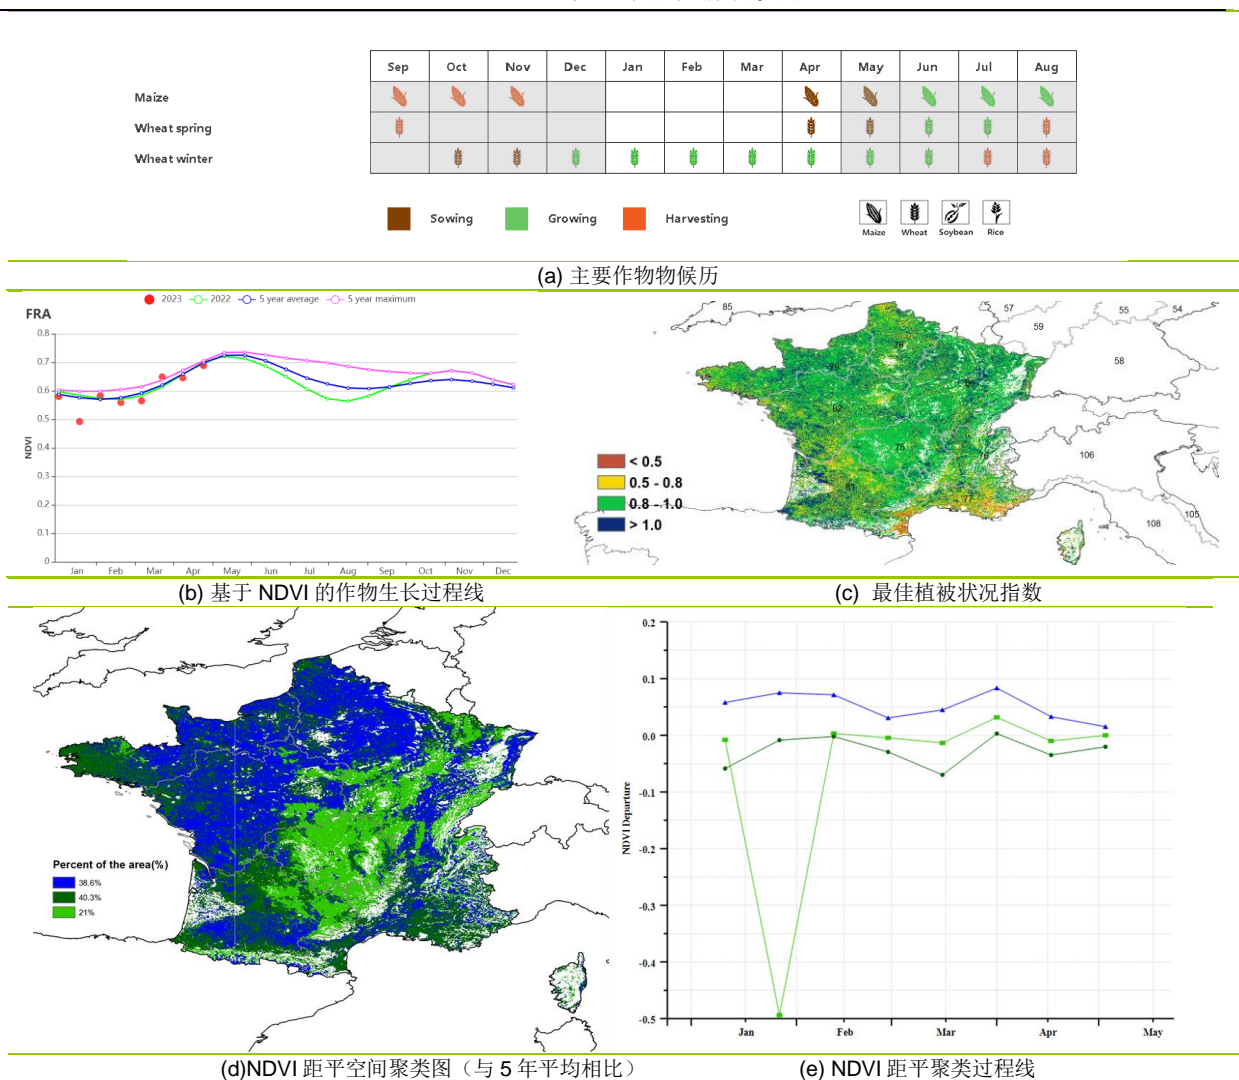 Sep Oct Nov Dec Jan Feb Mar Apr May Jun Jul Aug
Maize
Wheat spring
Wheat winter
Sowing Growing Harvesting
Maize Wheat Soybean Rice
(a) 主要作物物候历
2023 2022 5 year average 5 year maximum
FRA
0.8
0.7
0.6
0.5
0.4
0.3
0.2
0.1
0
NDVI
Jan Feb Mar Apr May Jun Jul Aug Sep Oct Nov Dec
85
57
55
54
59
58
78
75
106
61
77
105
108
< 0.5
0.5 - 0.8
0.8 - 1.0
> 1.0
(b) 基于 NDVI 的作物生长过程线
(c) 最佳植被状况指数
Percent of the area(%)
38.6%
40.3%
21%
0.2
0.1
0.0
-0.1
-0.2
-0.3
-0.4
-0.5
NDVI Departure
Jan Feb Mar Apr May
(d)NDVI 距平空间聚类图（与 5 年平均相比）
(e) NDVI 距平聚类过程线